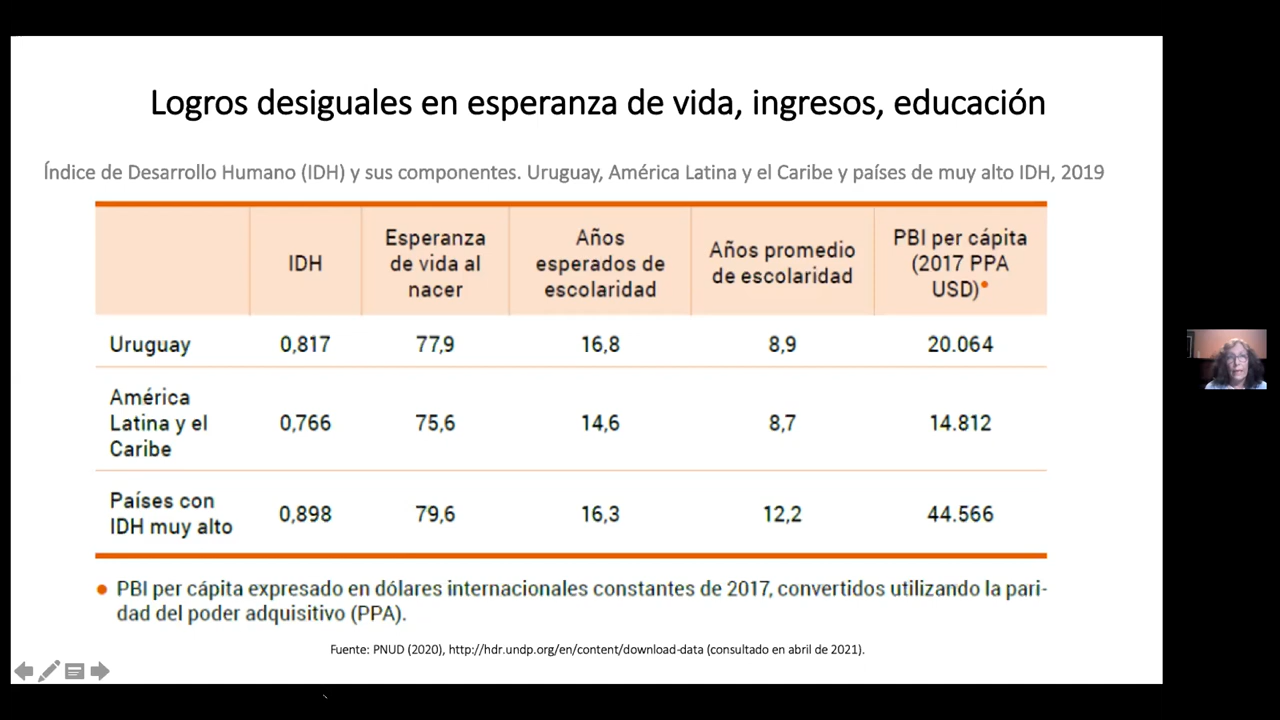 Logros desiguales en esperanza de vida, ingresos, educación
Índice de Desarrollo Humano (IDH) y sus componentes. Uruguay, América Latina y el Caribe y países de muy alto IDH, 2019
IDH
Esperanza
de vida al
nacer
Años
esperados de
escolaridad
Años promedio
de escolaridad
PBI per cápita
(2017 PPA
USD)•
Uruguay 0,817 77,9 16,8 8,9 20.064
América
Latina y el
Caribe
0,766 75,6 14,6 8,7 14.812
Países con
IDH muy alto
0,898 79,6 16,3 12,2 44.566
• PBI per cápita expresado en dólares internacionales constantes de 2017, convertidos utilizando la pari-
dad del poder adquisitivo (PPA).
Fuente: PNUD (2020), http://hdr.undp.org/en/content/download-data (consultado en abril de 2021).